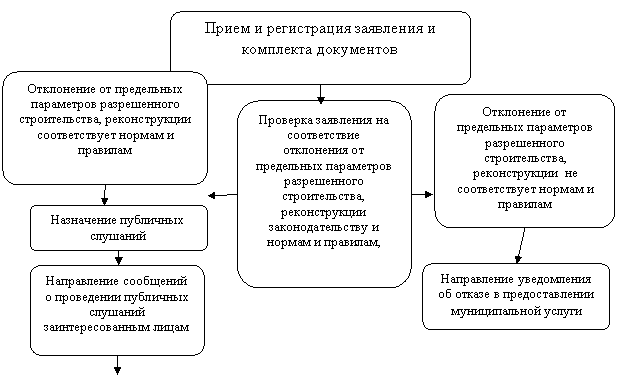 Прием и регистрация заявления и
комплекта документов
Отклонение от предельных
параметров разрешенного
строительства, реконструкции
соответствует нормам и
правилам
Проверка заявления на
соответствие
отклонения от
предельных параметров
разрешенного
строительства,
реконструкции
законодательству и
нормам и правилам,
Отклонение от
предельных параметров
разрешенного
строительства,
реконструкции не
соответствует нормам и
правилам
Назначение публичных
слушаний
Направление сообщений
о проведении публичных
слушаний
заинтересованным лицам
Направление уведомления
об отказе в предоставлении
муниципальной услуги